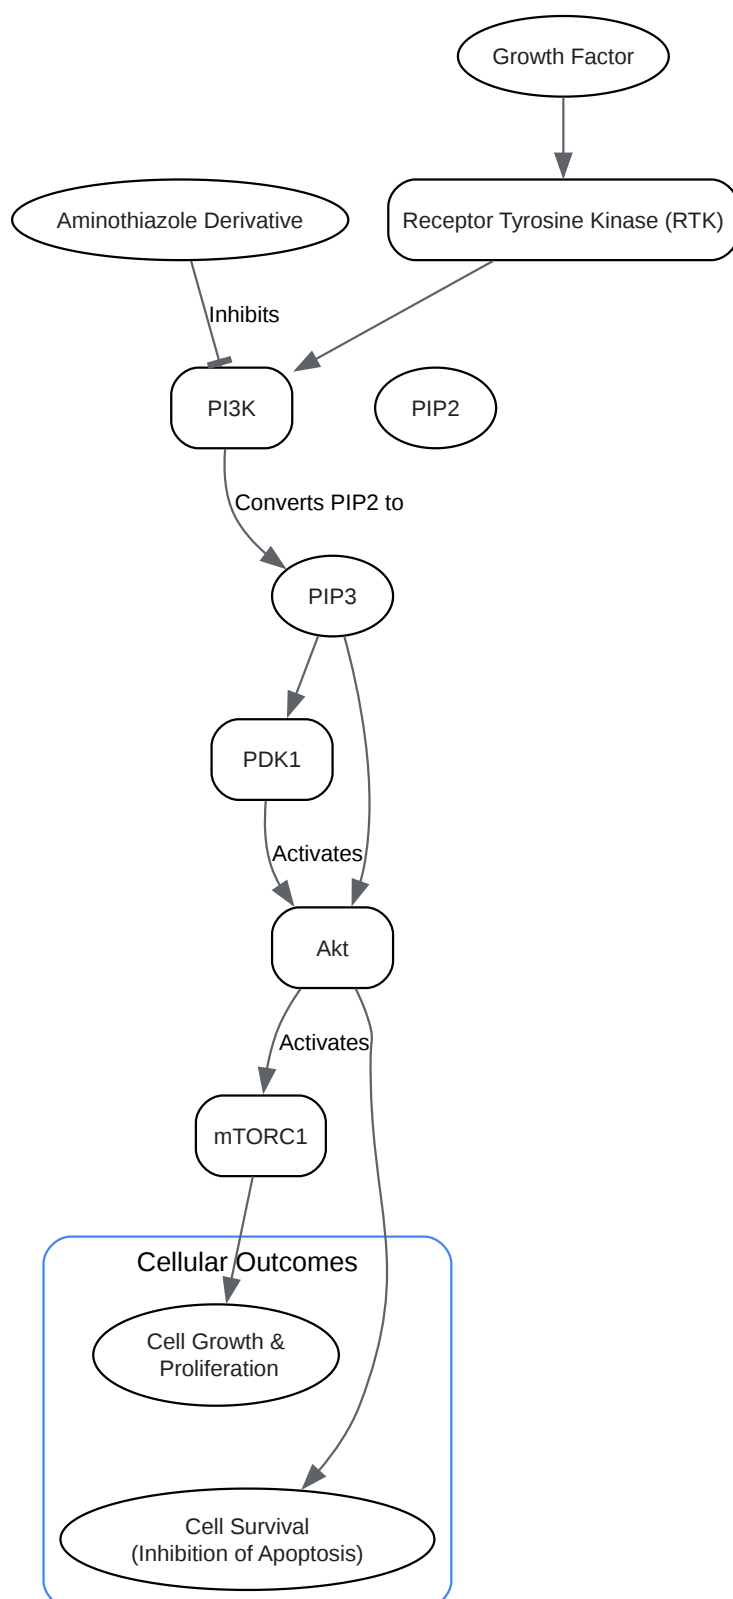 Growth Factor
Aminothiazole Derivative
Receptor Tyrosine Kinase (RTK)
Inhibits
PI3K
PIP2
Converts PIP2 to
PIP3
PDK1
Activates
Akt
Activates
mTORC1
Cellular Outcomes
Cell Growth &
Proliferation
Cell Survival
(Inhibition of Apoptosis)